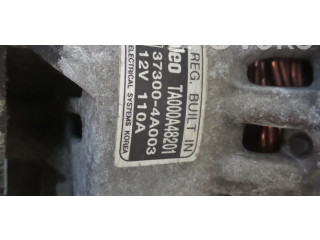 REG. BUILT IN
leo TA000A48201
37300-4A003
12V 110A
ELECTRICAL SYSTEMS KOREA